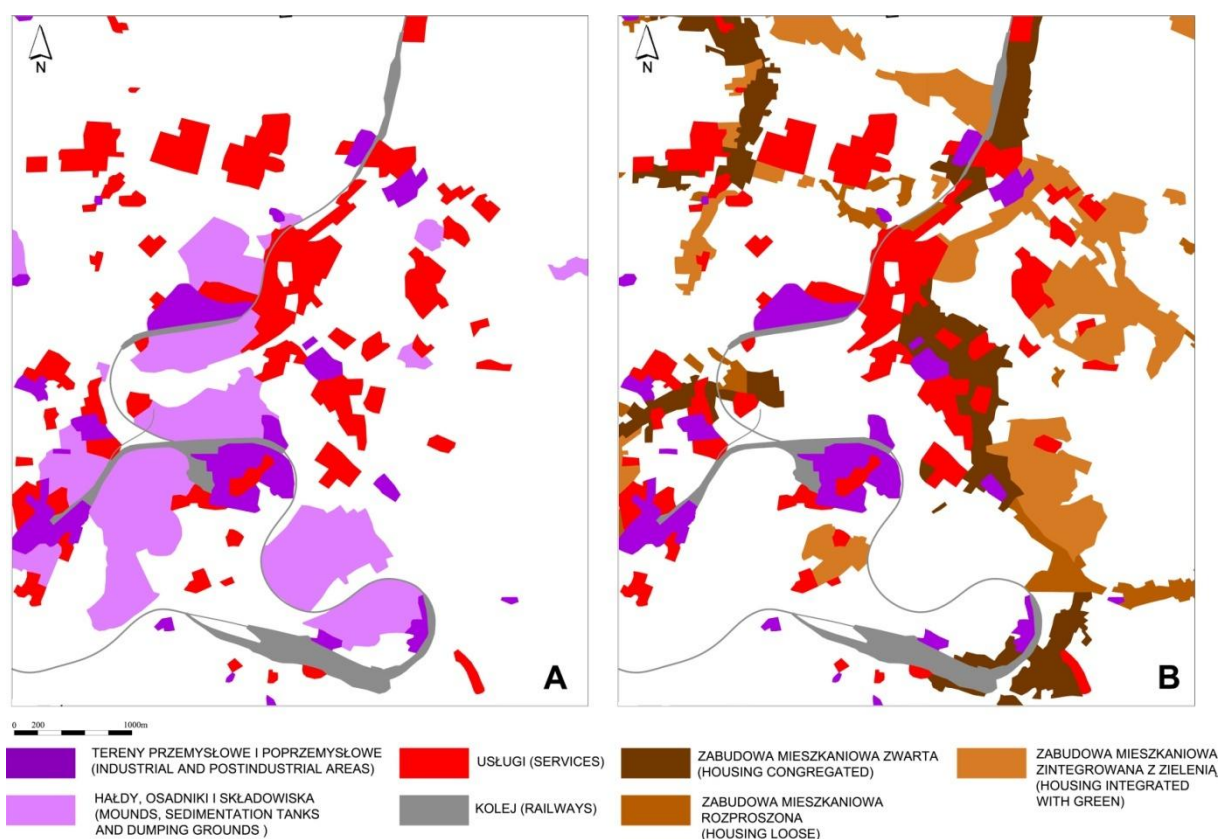 N
N
A
B
0 200 1000m
TERENY PRZEMYSŁOWE I POPRZEMYSŁOWE
(INDUSTRIAL AND POSTINDUSTRIAL AREAS)
HAŁDY, OSADNIKI I SKŁADOWISKA
(MOUNDS, SEDIMENTATION TANKS
AND DUMPING GROUNDS )
USŁUGI (SERVICES)
KOLEJ (RAILWAYS)
ZABUDOWA MIESZKANIOWA ZWARTA
(HOUSING CONGREGATED)
ZABUDOWA MIESZKANIOWA
ROZPROSZONA
(HOUSING LOOSE)
ZABUDOWA MIESZKANIOWA
ZINTEGROWANA Z ZIELENIĄ
(HOUSING INTEGRATED
WITH GREEN)